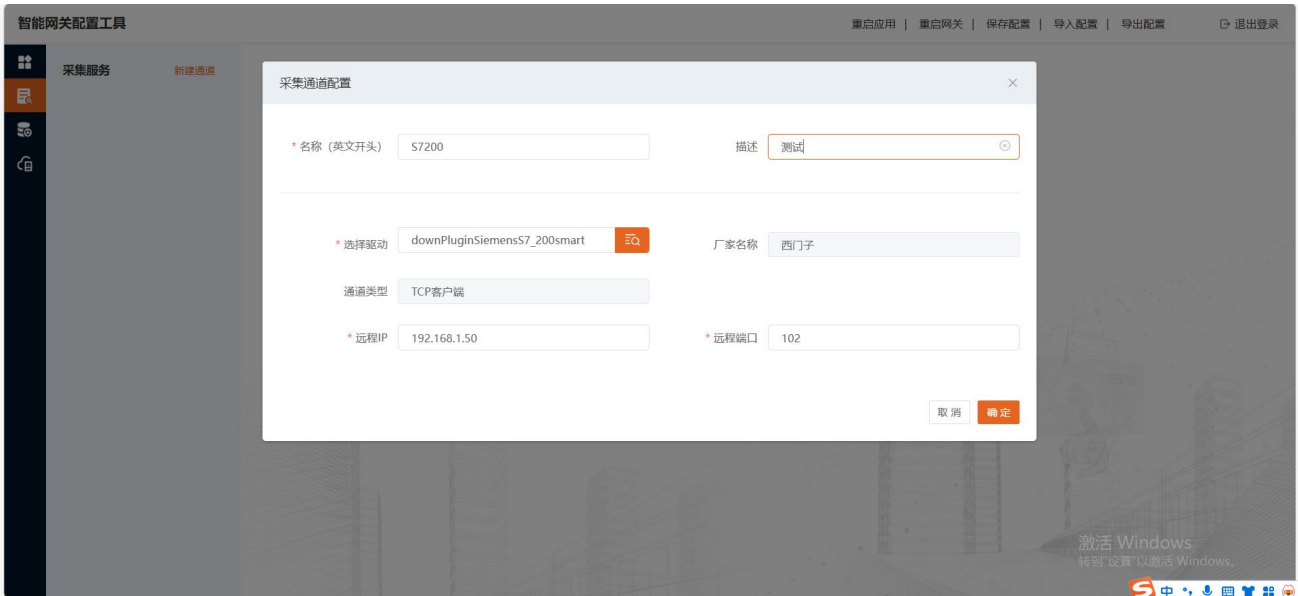 智能网关配置工具
重启应用 | 重启网关 | 保存配置 | 导入配置 | 导出配置 退出登录
采集服务 新建通道
采集通道配置
* 名称（英文开头） S7200 描述 测试
* 选择驱动 downPluginSiemensS7_200smart 厂家名称 西门子
通道类型 TCP客户端
* 远程IP 192.168.1.50 * 远程端口 102
取消 确定
激活 Windows
转到"设置"以激活 Windows。
中